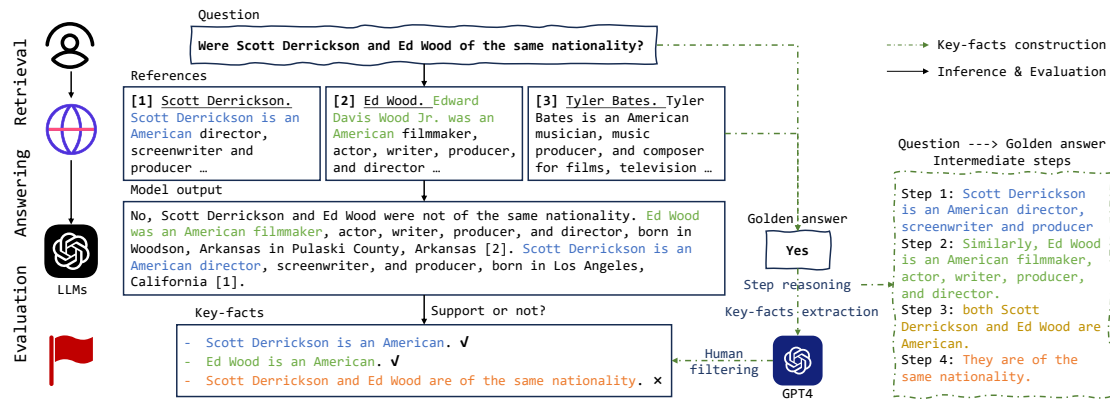 Question
Were Scott Derrickson and Ed Wood of the same nationality?
References
[1] Scott Derrickson.
Scott Derrickson is an
American director,
screenwriter and
producer …
[2] Ed Wood. Edward
Davis Wood Jr. was an
American filmmaker,
actor, writer, producer,
and director …
[3] Tyler Bates. Tyler
Bates is an American
musician, music
producer, and composer
for films, television …
Model output
No, Scott Derrickson and Ed Wood were not of the same nationality. Ed Wood
was an American filmmaker, actor, writer, producer, and director, born in
Woodson, Arkansas in Pulaski County, Arkansas [2]. Scott Derrickson is an
American director, screenwriter, and producer, born in Los Angeles,
California [1].
Key-facts
Support or not?
- Scott Derrickson is an American. ✓
- Ed Wood is an American. ✓
- Scott Derrickson and Ed Wood are of the same nationality. ×
Retrieval
Answering
Evaluation
LLMs
Key-facts construction
Inference & Evaluation
Golden answer
Yes
Step reasoning
Key-facts extraction
Human
filtering
GPT4
Question ---> Golden answer
Intermediate steps
Step 1: Scott Derrickson
is an American director,
screenwriter and producer
Step 2: Similarly, Ed Wood
is an American filmmaker,
actor, writer, producer,
and director.
Step 3: both Scott
Derrickson and Ed Wood are
American.
Step 4: They are of the
same nationality.